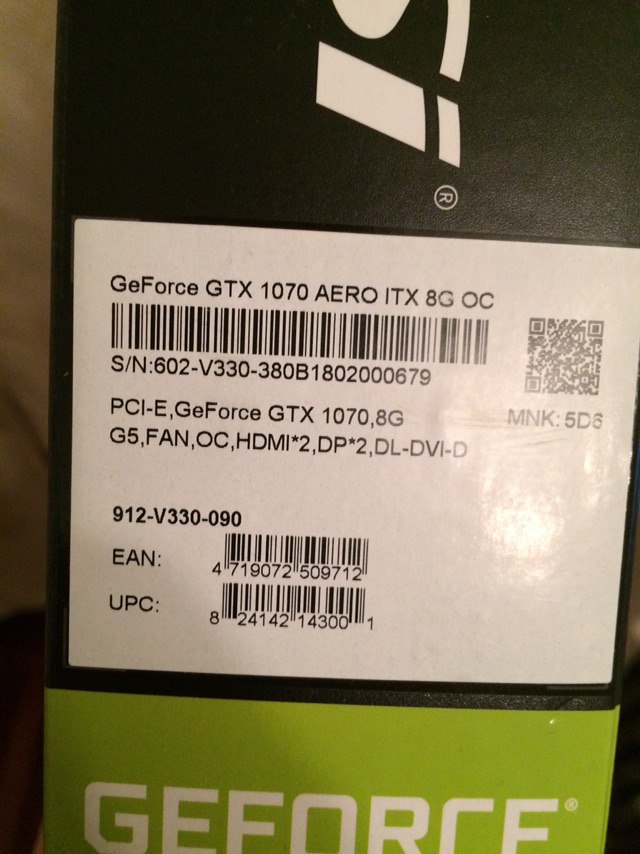 si®
GeForce GTX 1070 AERO ITX 8G OC
S/N:602-V330-380B1802000679
PCI-E,GeForce GTX 1070,8G
G5,FAN,OC,HDMI*2,DP*2,DL-DVI-D
MNK: 5D6
912-V330-090
EAN:
4 719072 509712
UPC:
8 24142 14300 1
GEFORCE®